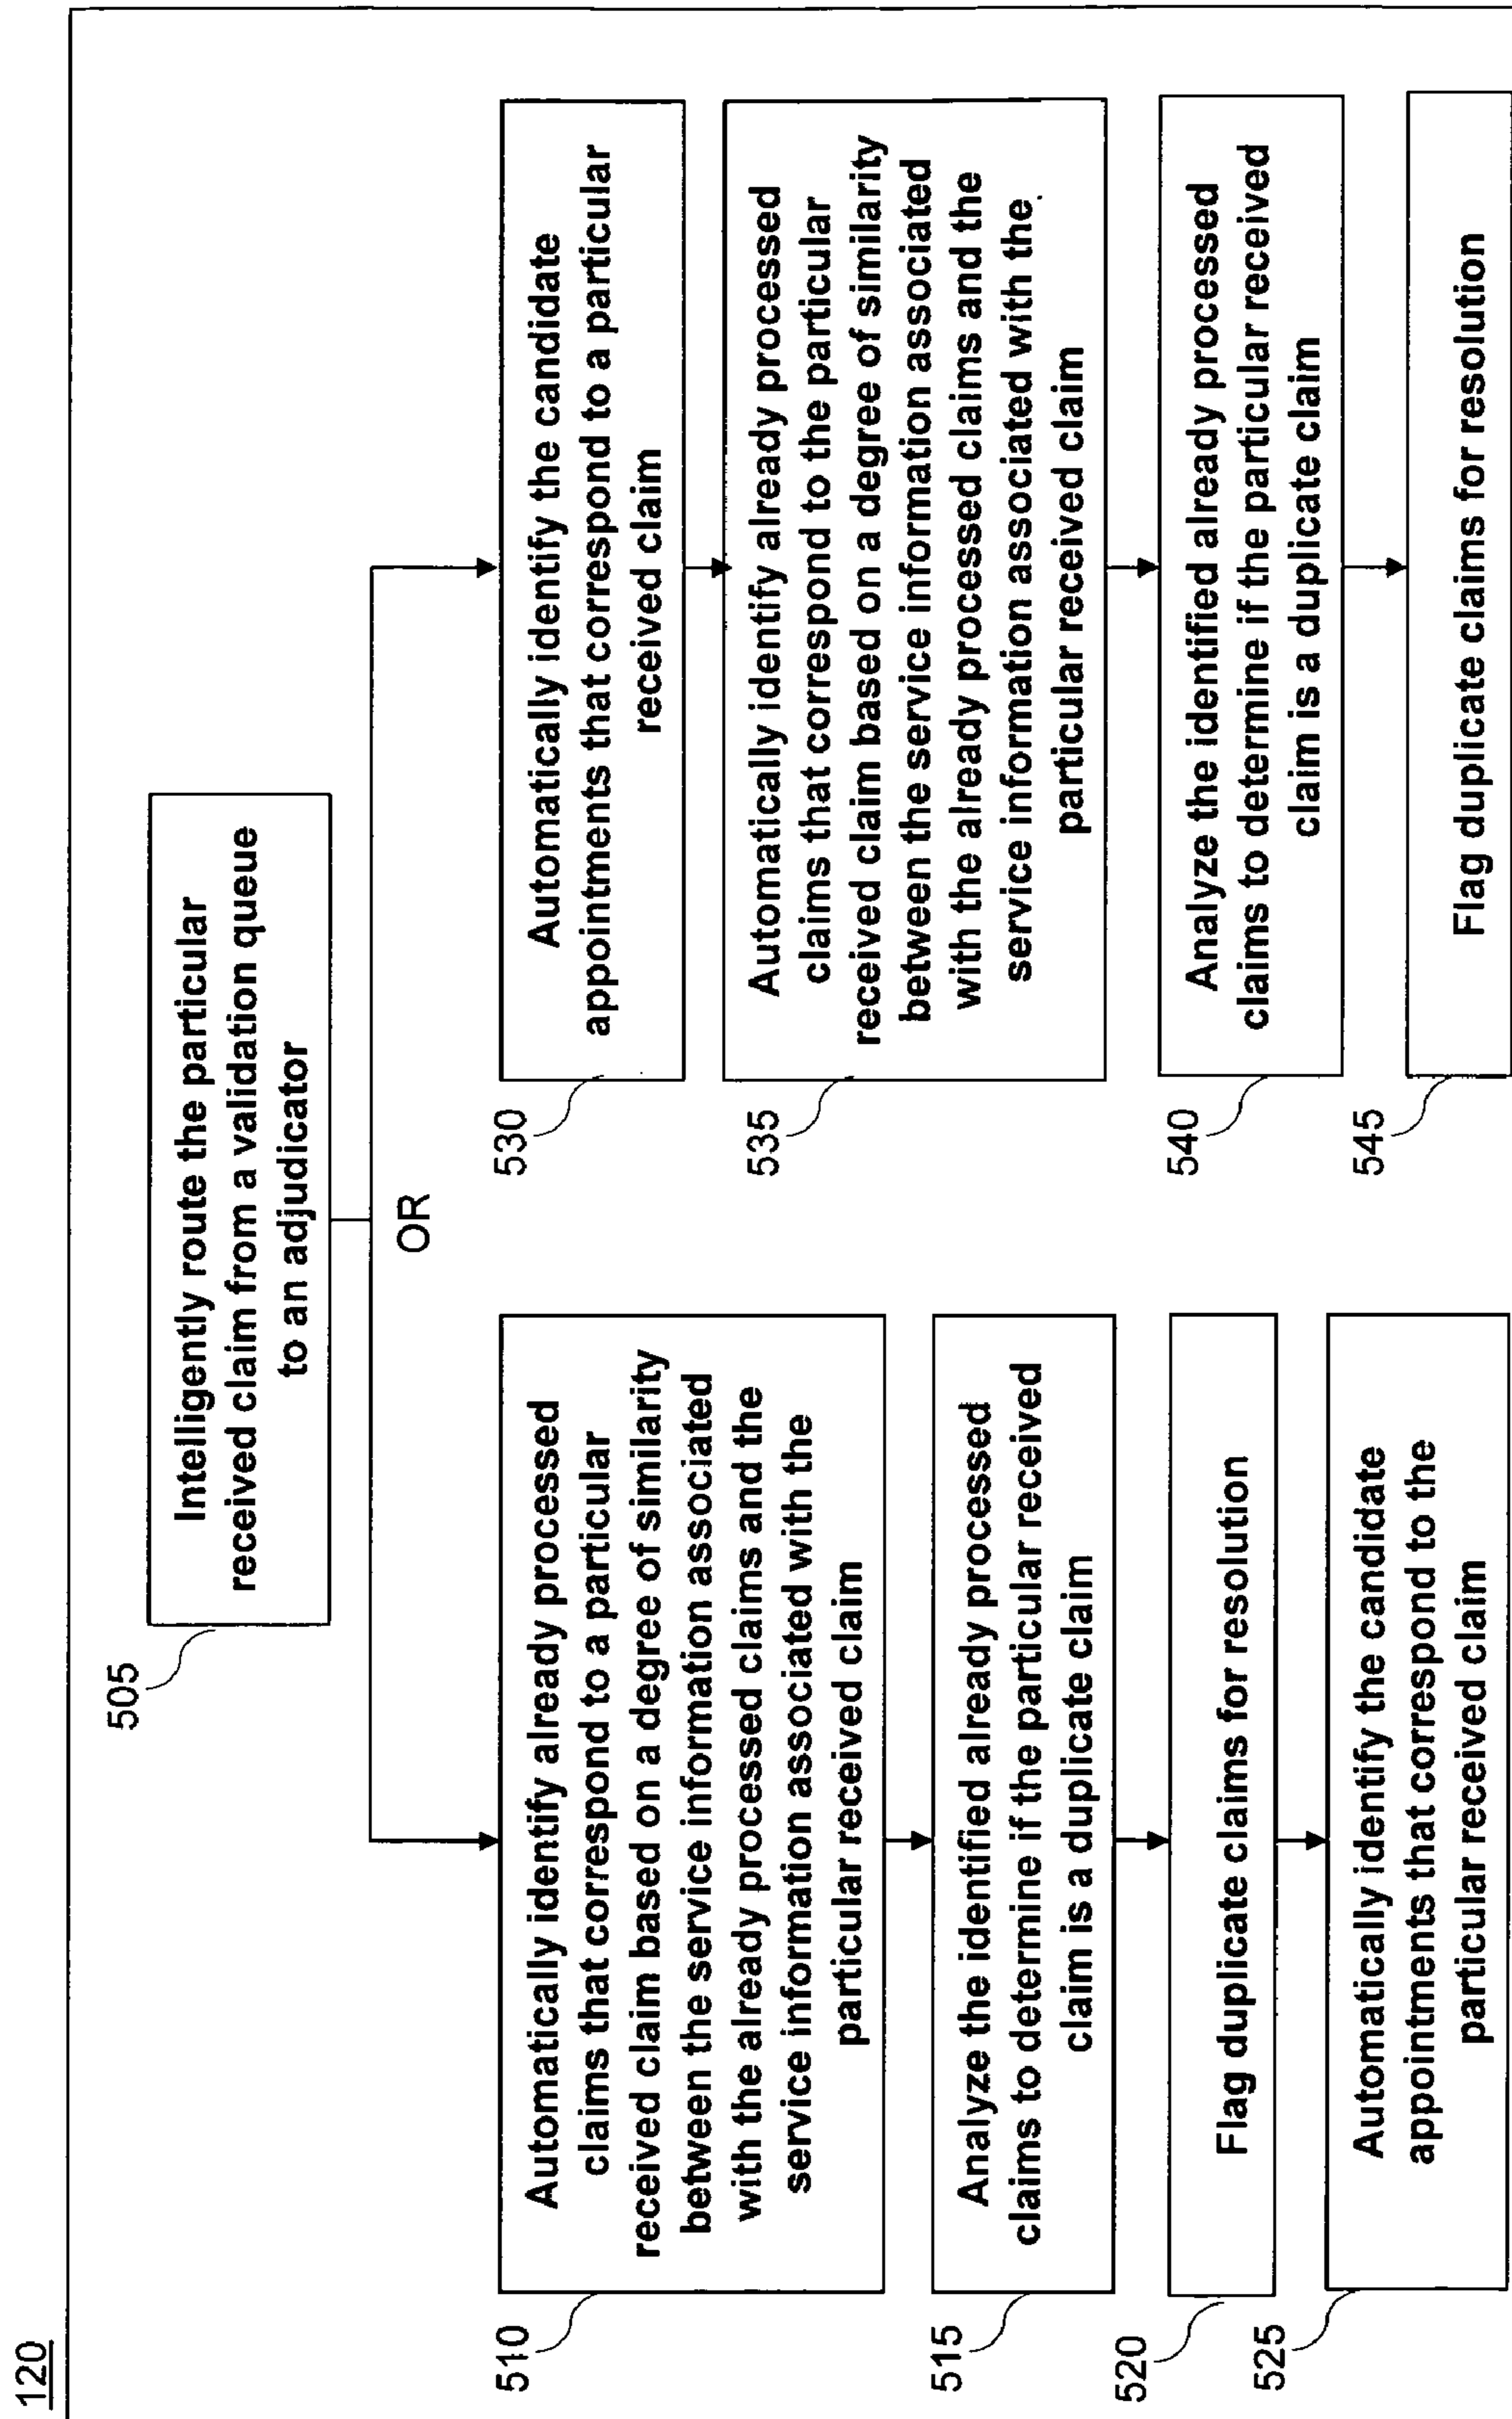 120
505
Intelligently route the particular
received claim from a validation queue
to an adjudicator
OR
510
Automatically identify already processed
claims that correspond to a particular
received claim based on a degree of similarity
between the service information associated
with the already processed claims and the
service information associated with the
particular received claim
515
Analyze the identified already processed
claims to determine if the particular received
claim is a duplicate claim
520
Flag duplicate claims for resolution
525
Automatically identify the candidate
appointments that correspond to the
particular received claim
530
Automatically identify the candidate
appointments that correspond to a particular
received claim
535
Automatically identify already processed
claims that correspond to the particular
received claim based on a degree of similarity
between the service information associated
with the already processed claims and the
service information associated with the
particular received claim
540
Analyze the identified already processed
claims to determine if the particular received
claim is a duplicate claim
545
Flag duplicate claims for resolution